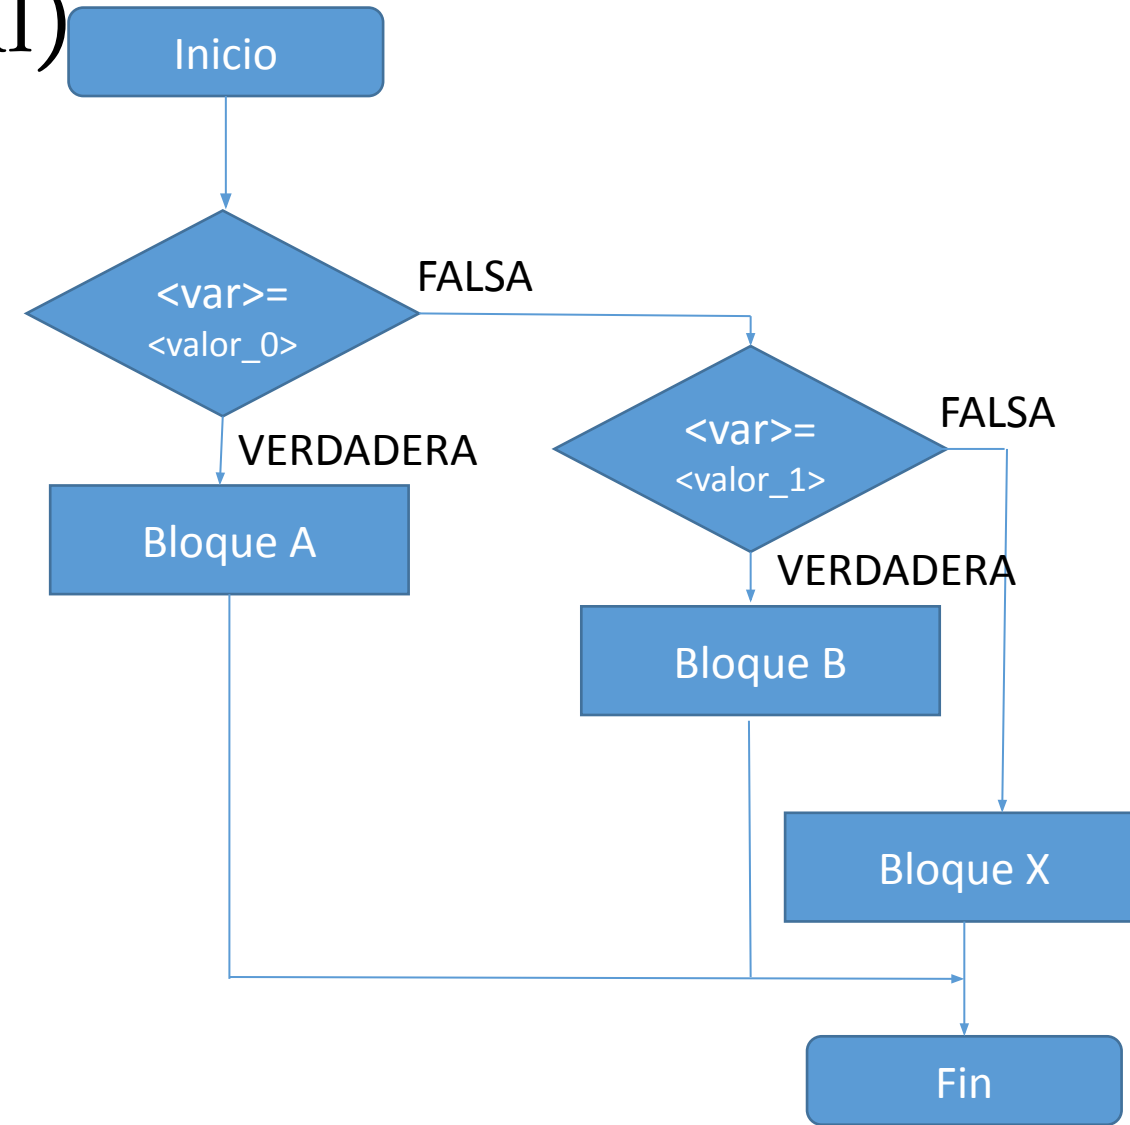 Inicio
<var>=
<valor_0>
FALSA
VERDADERA
Bloque A
<var>=
<valor_1>
FALSA
VERDADERA
Bloque B
Bloque X
Fin